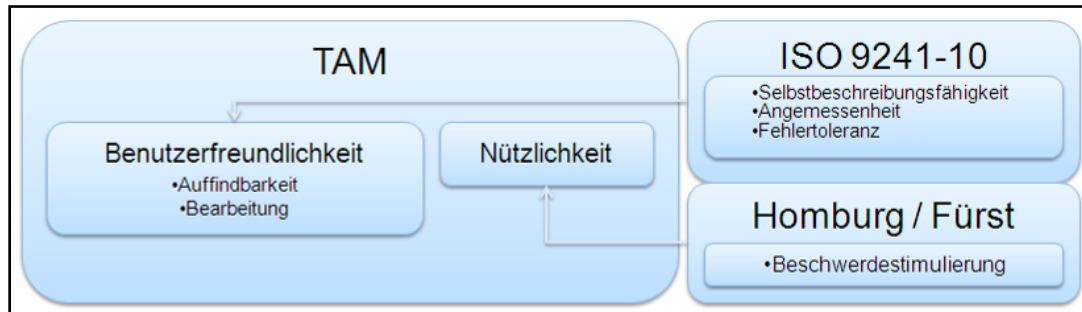 TAM
Benutzerfreundlichkeit
•Auffindbarkeit
•Bearbeitung
Nützlichkeit
ISO 9241-10
•Selbstbeschreibungsfähigkeit
•Angemessenheit
•Fehlertoleranz
Homburg / Fürst
•Beschwerdestimulierung